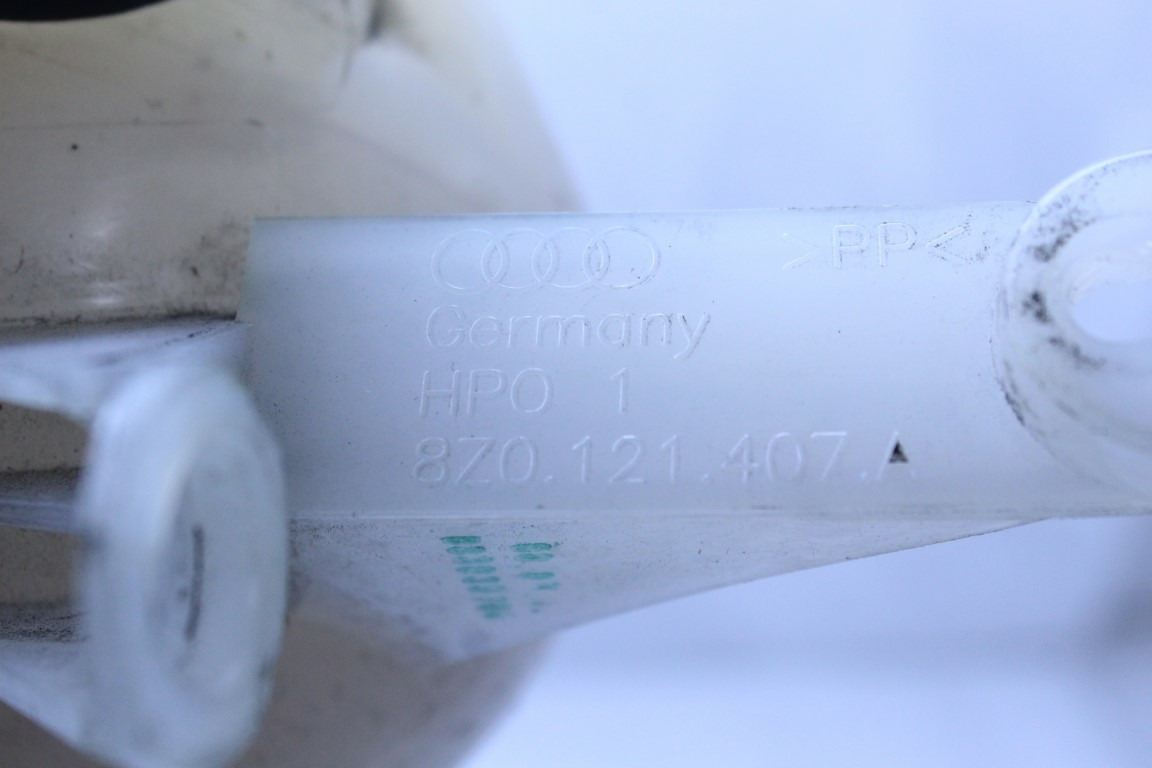 >PP<
Germany
HPO 1
8Z0.121.407.A